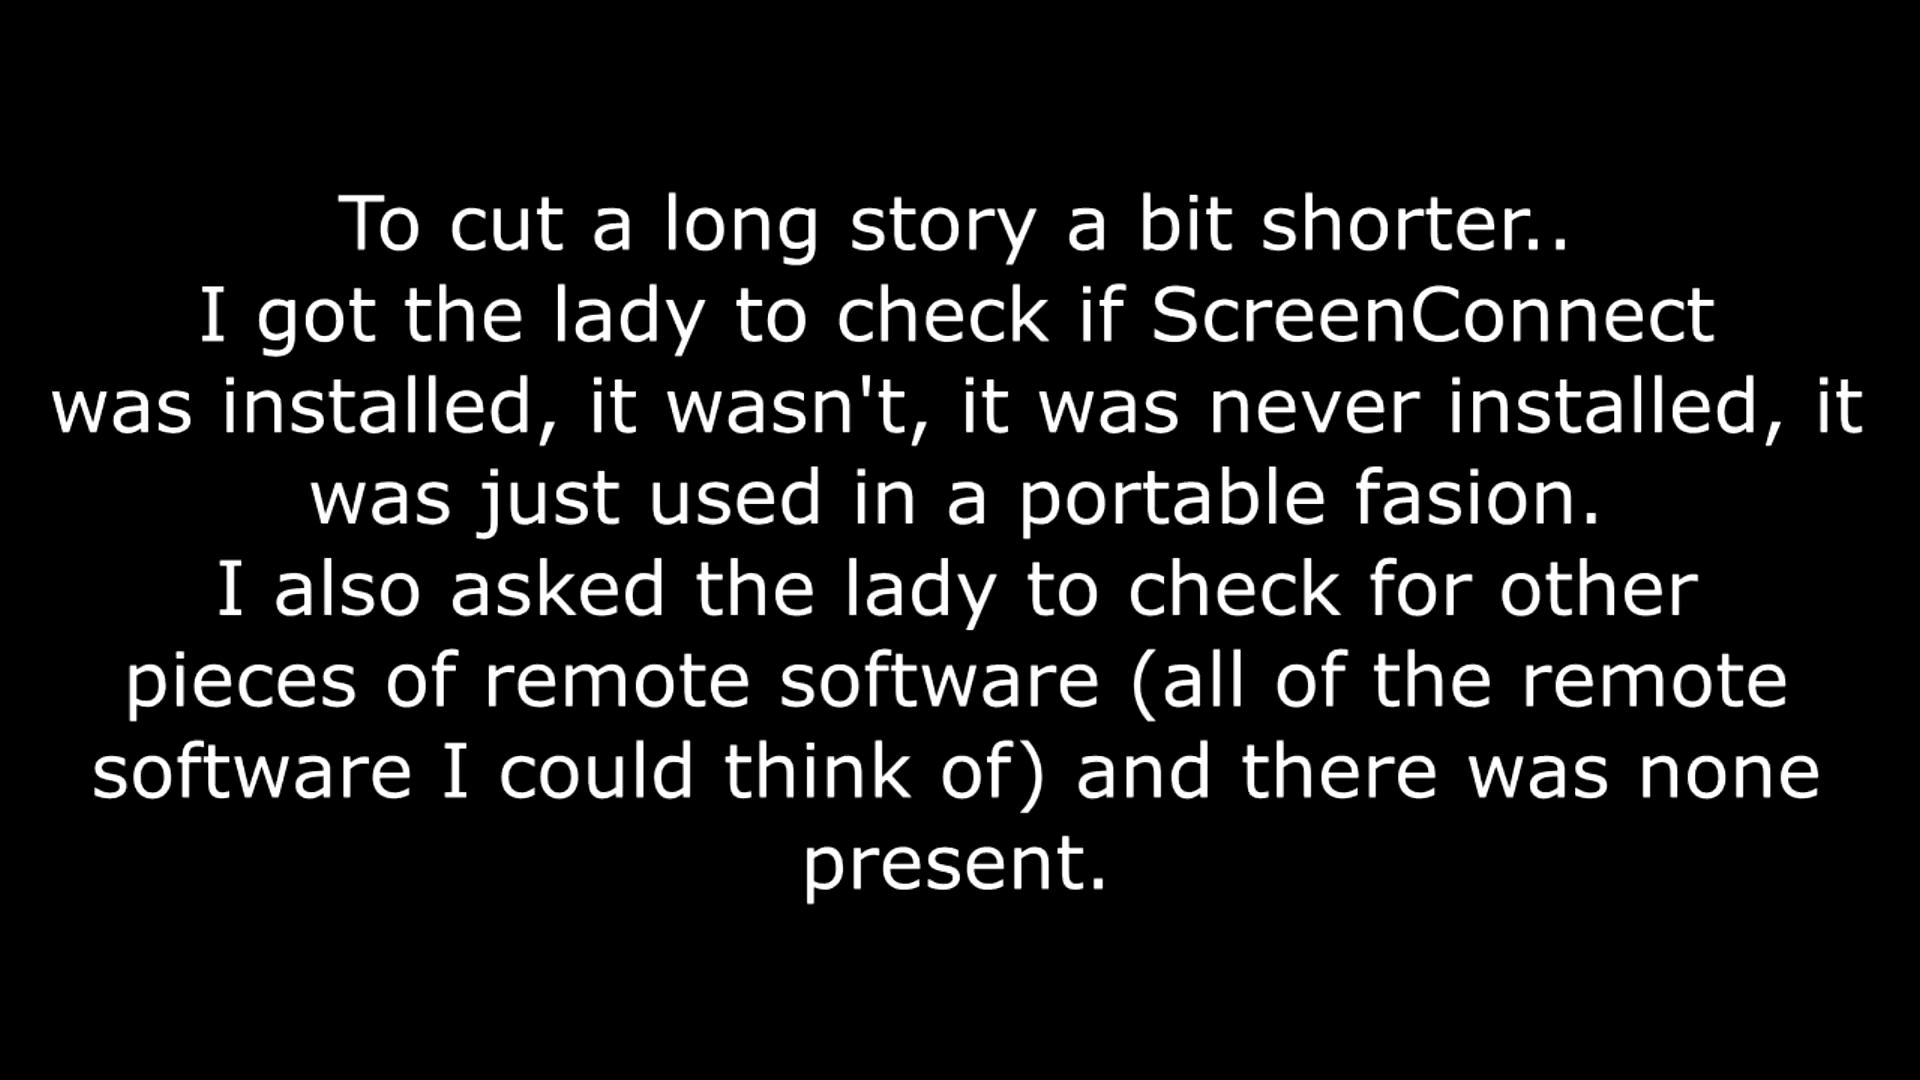 To cut a long story a bit shorter..
I got the lady to check if ScreenConnect
was installed, it wasn't, it was never installed, it
was just used in a portable fasion.
I also asked the lady to check for other
pieces of remote software (all of the remote
software I could think of) and there was none
present.